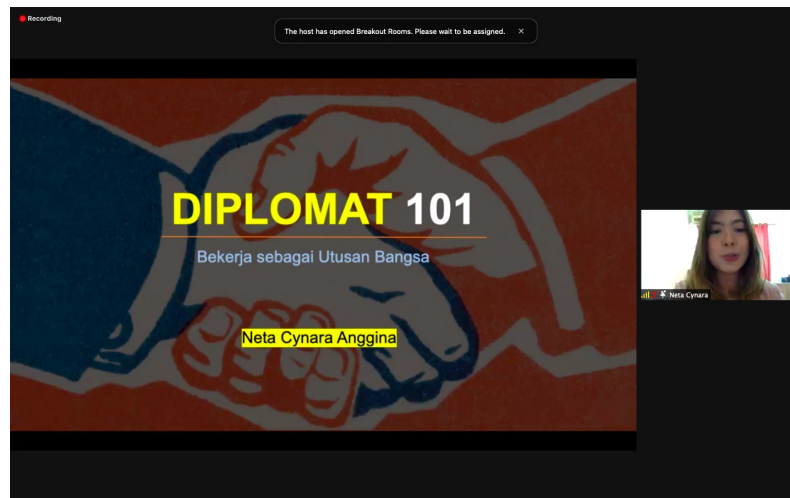 Recording
The host has opened Breakout Rooms. Please wait to be assigned.
DIPLOMAT 101
Bekerja sebagai Utusan Bangsa
Neta Cynara Anggina
Neta Cynara